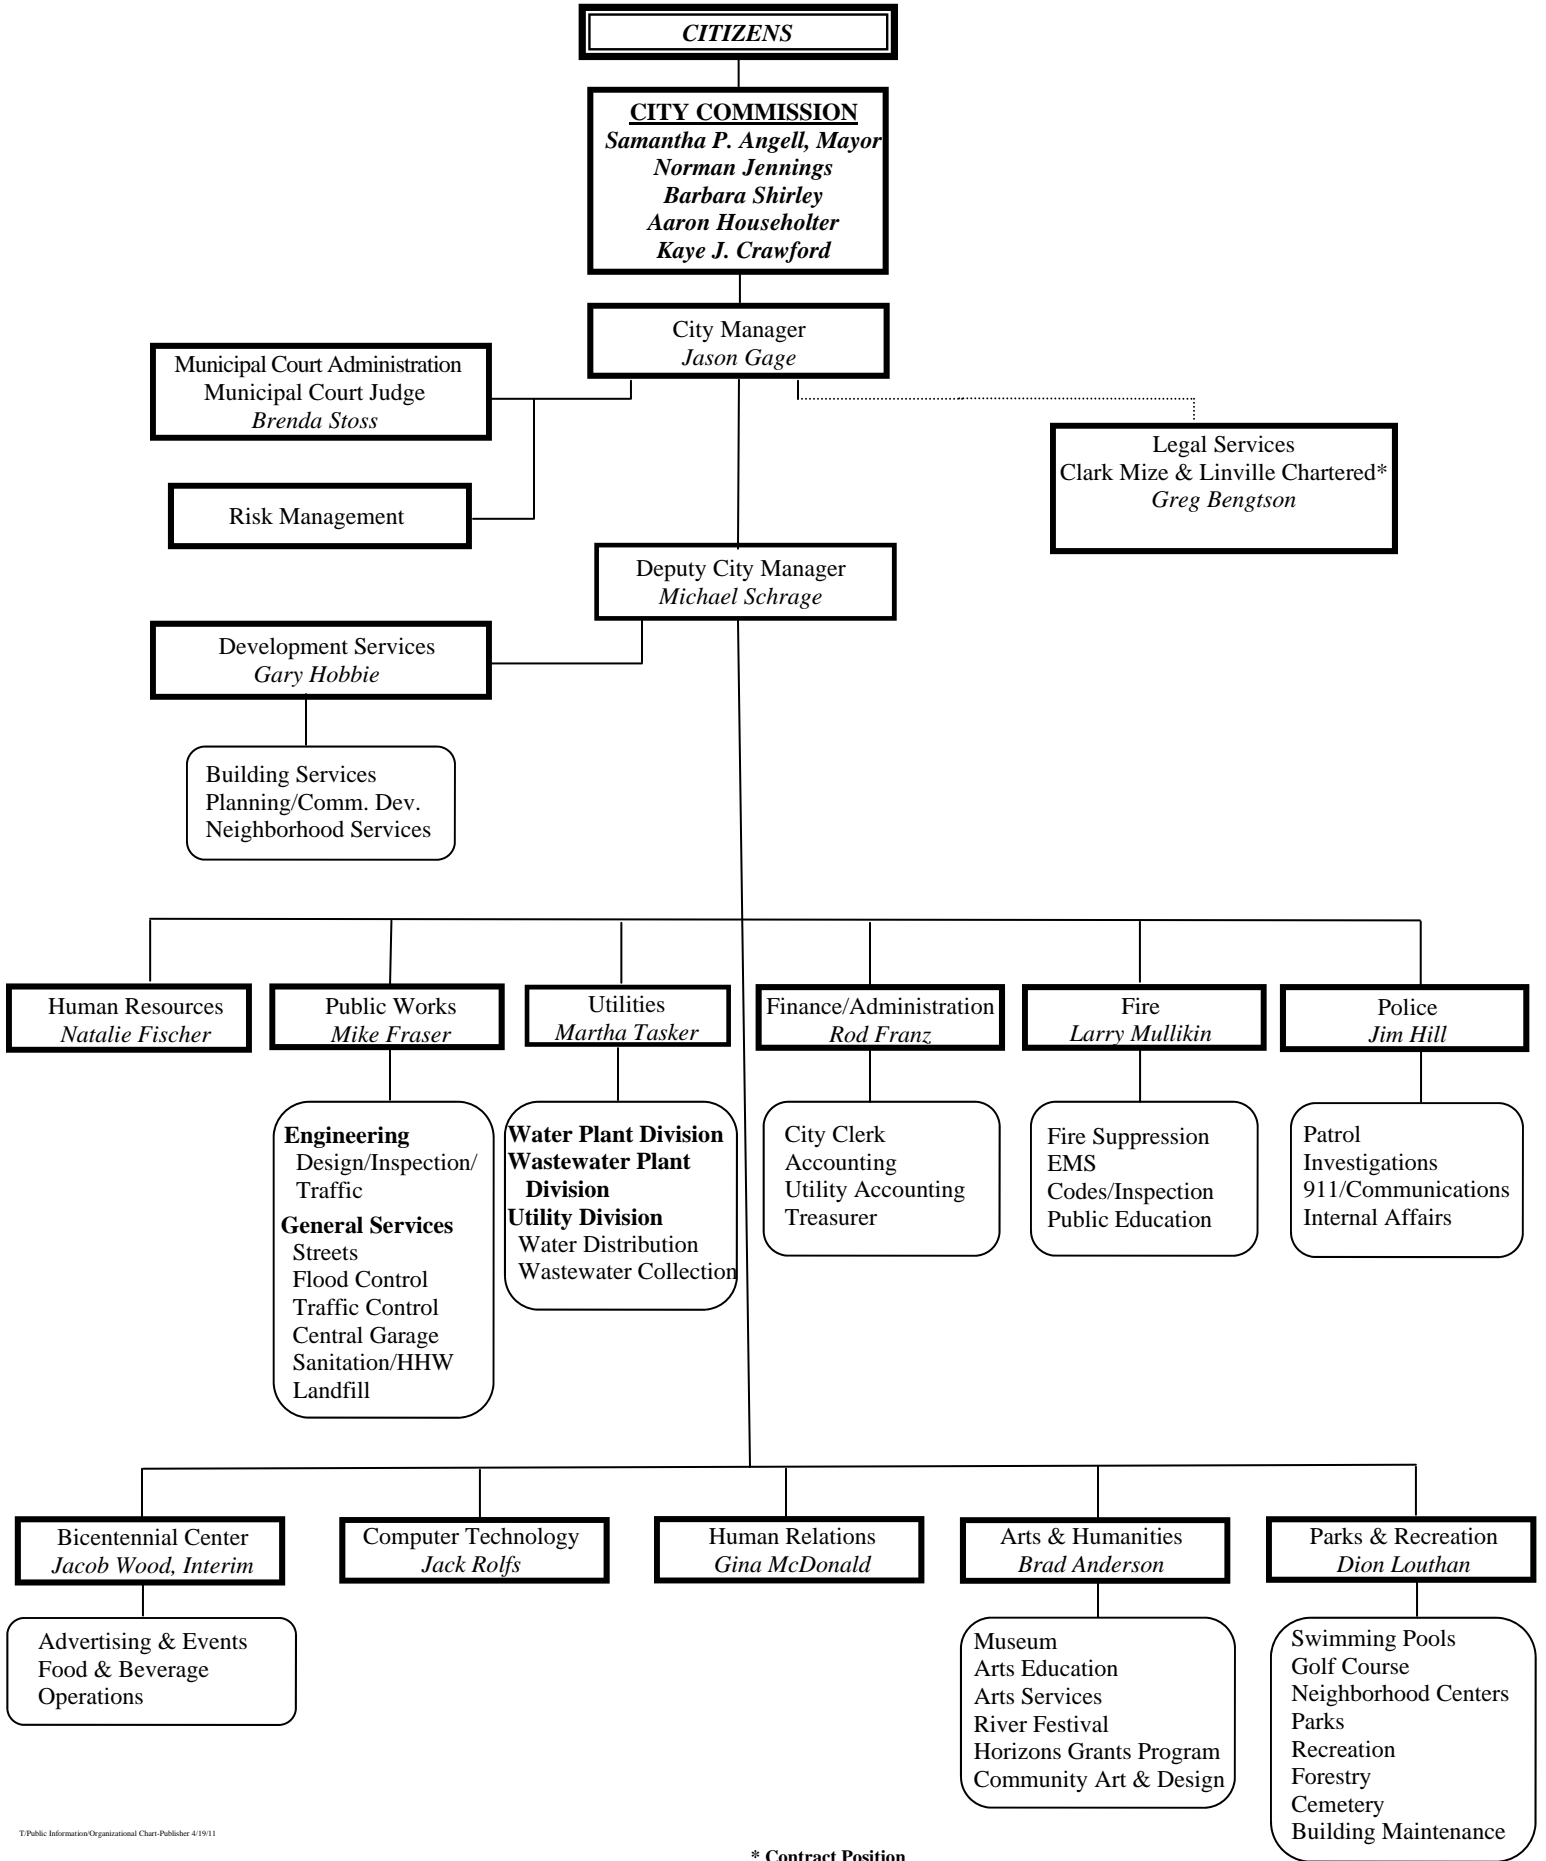 CITIZENS
CITY COMMISSION
Samantha P. Angell, Mayor
Norman Jennings
Barbara Shirley
Aaron Householter
Kaye J. Crawford
City Manager
Jason Gage
Municipal Court Administration
Municipal Court Judge
Brenda Stoss
Legal Services
Clark Mize & Linville Chartered*
Greg Bengtson
Risk Management
Deputy City Manager
Michael Schrage
Development Services
Gary Hobbie
Building Services
Planning/Comm. Dev.
Neighborhood Services
Human Resources
Natalie Fischer
Public Works
Mike Fraser
Utilities
Martha Tasker
Finance/Administration
Rod Franz
Fire
Larry Mullikin
Police
Jim Hill
Engineering
Design/Inspection/
Traffic
General Services
Streets
Flood Control
Traffic Control
Central Garage
Sanitation/HHW
Landfill
Water Plant Division
Wastewater Plant
Division
Utility Division
Water Distribution
Wastewater Collection
City Clerk
Accounting
Utility Accounting
Treasurer
Fire Suppression
EMS
Codes/Inspection
Public Education
Patrol
Investigations
911/Communications
Internal Affairs
Bicentennial Center
Jacob Wood, Interim
Computer Technology
Jack Rolfs
Human Relations
Gina McDonald
Arts & Humanities
Brad Anderson
Parks & Recreation
Dion Louthan
Advertising & Events
Food & Beverage
Operations
Museum
Arts Education
Arts Services
River Festival
Horizons Grants Program
Community Art & Design
Swimming Pools
Golf Course
Neighborhood Centers
Parks
Recreation
Forestry
Cemetery
Building Maintenance
T/Public Information/Organizational Chart-Publisher 4/19/11
* Contract Position